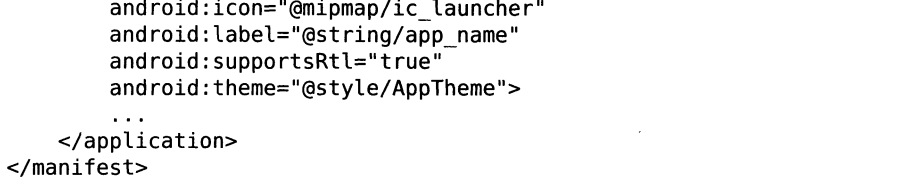 android:icon="@mipmap/ic_launcher"
android:label="@string/app_name"
android:supportsRtl="true"
android:theme="@style/AppTheme">
...
</application>
</manifest>